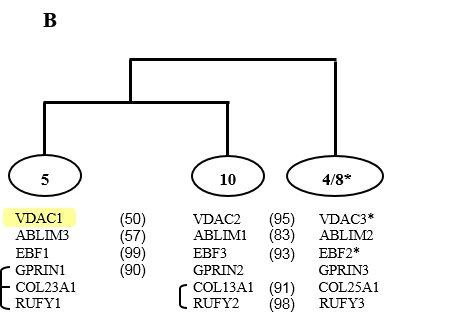 B
5 10 4/8*
VDAC1 (50) VDAC2 (95) VDAC3*
ABLIM3 (57) ABLIM1 (83) ABLIM2
EBF1 (99) EBF3 (93) EBF2*
GPRIN1 (90) GPRIN2 GPRIN3
COL23A1 COL13A1 (91) COL25A1
RUFY1 RUFY2 (98) RUFY3